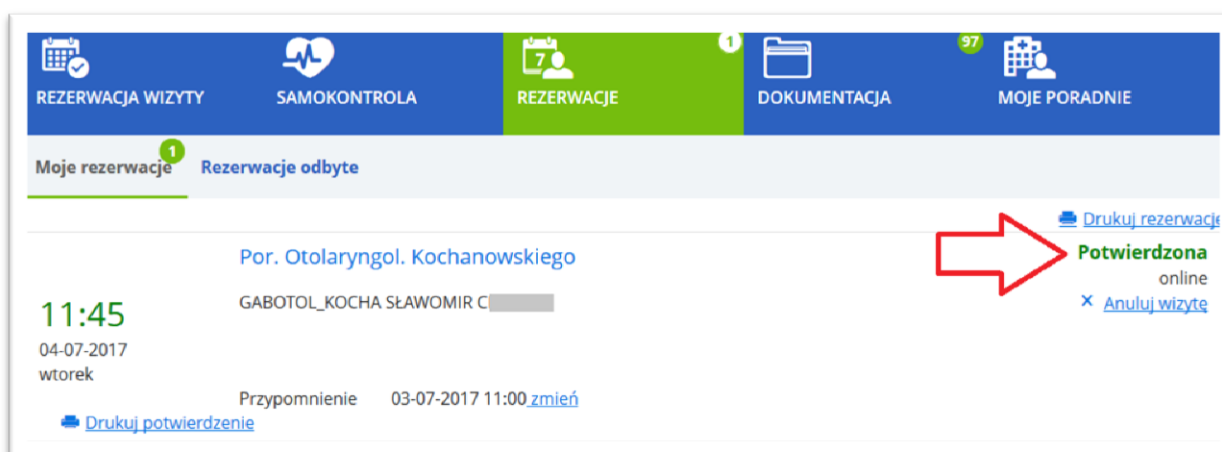 1
97
7
REZERWACJA WIZYTY
SAMOKONTROLA
REZERWACJE
DOKUMENTACJA
MOJE PORADNIE
Moje rezerwacje
1
Rezerwacje odbyte
Drukuj rezerwacje
Por. Otolaryngol. Kochanowskiego
Potwierdzona
online
GABOTOL_KOCHA SŁAWOMIR C
Anuluj wizytę
11:45
04-07-2017
wtorek
Przypomnienie 03-07-2017 11:00 zmień
Drukuj potwierdzenie